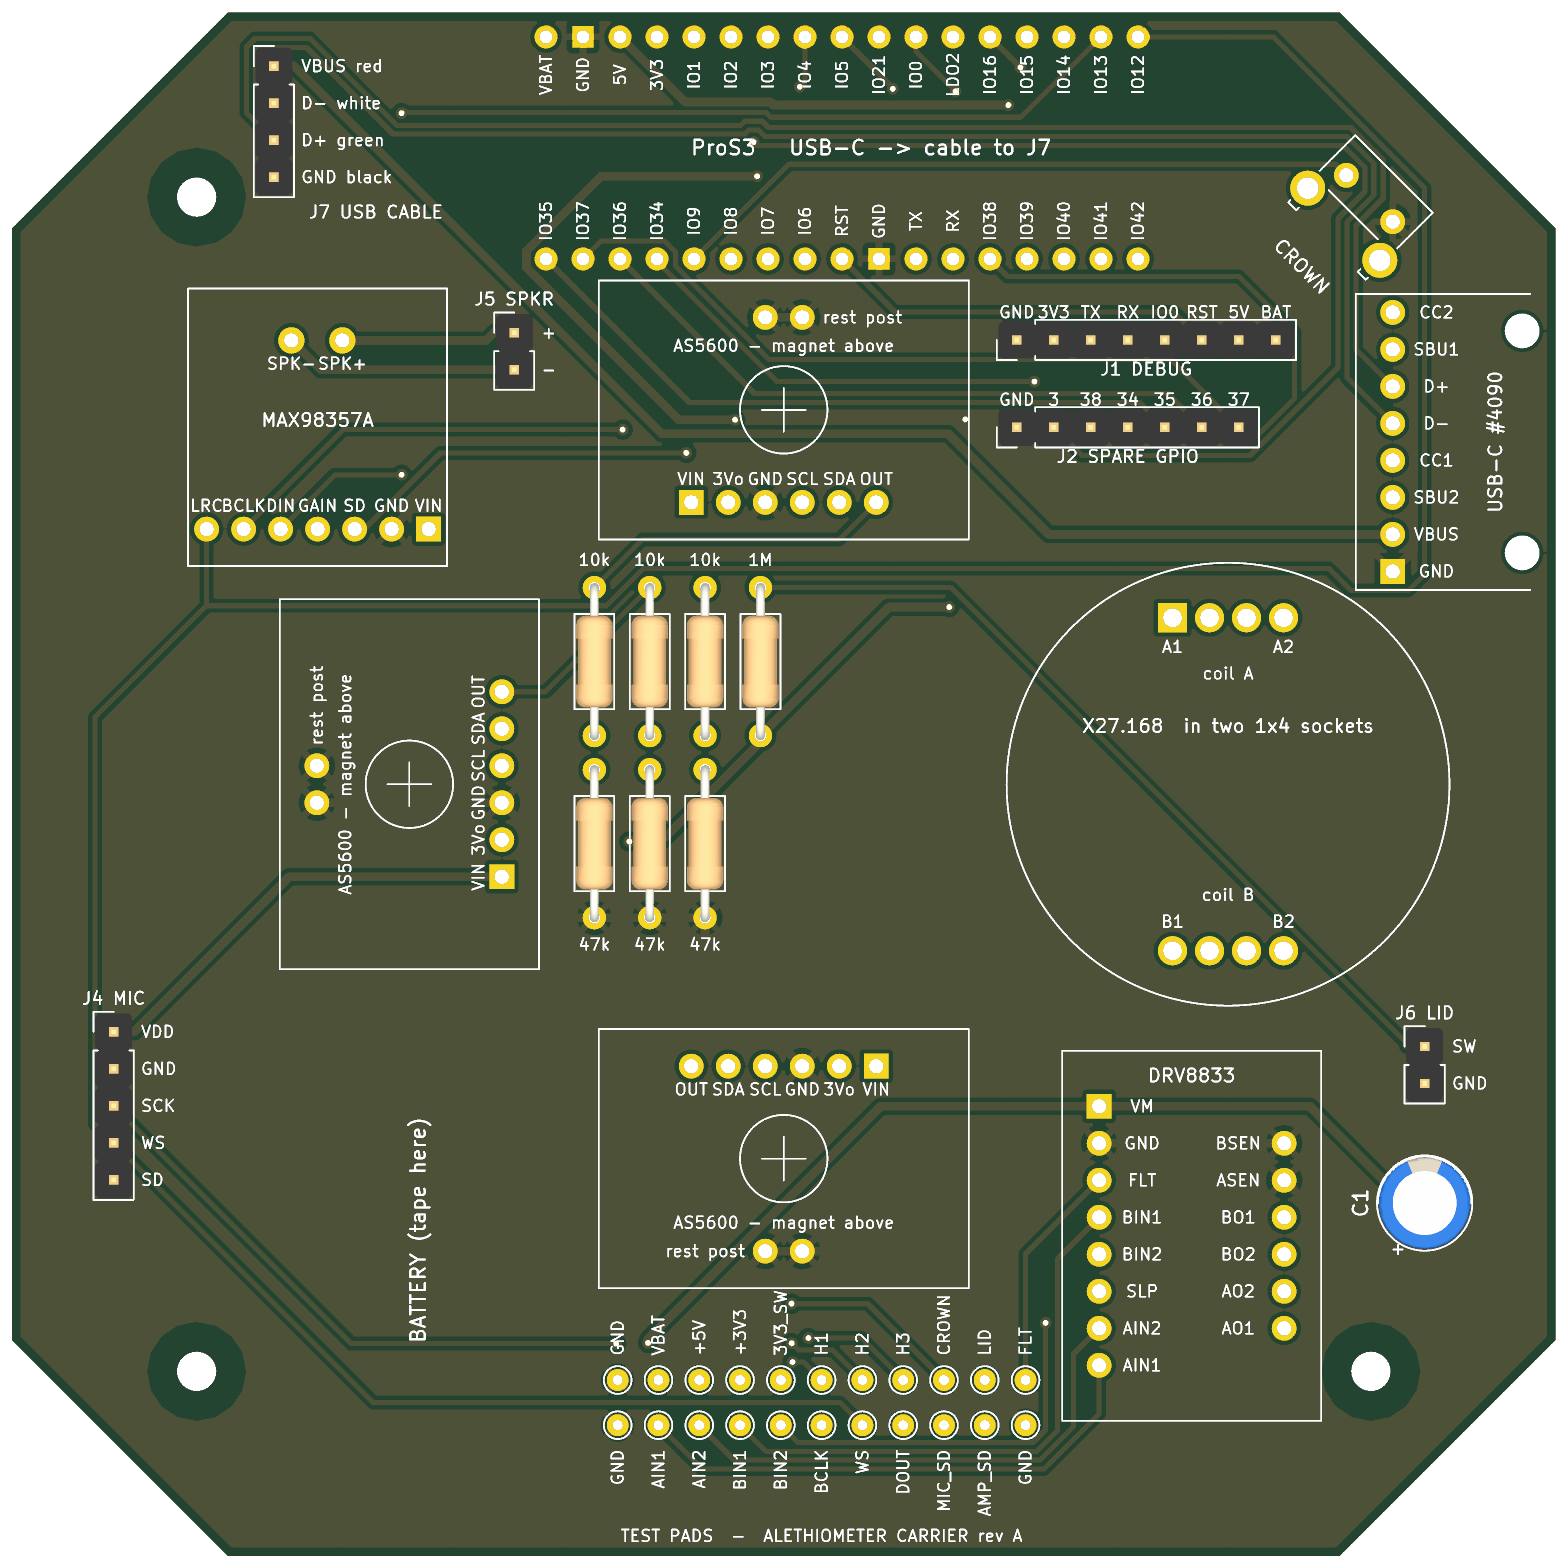 VBAT GND 5V 3V3 IO1 IO2 IO3 IO4 IO5 IO21 IO0 LDO2 IO16 IO15 IO14 IO13 IO12
VBUS red
D- white
D+ green
GND black
J7 USB CABLE
ProS3 USB-C -> cable to J7
IO35 IO37 IO36 IO34 IO9 IO8 IO7 IO6 RST GND TX RX IO38 IO39 IO40 IO41 IO42
CROWN
J5 SPKR
+
-
SPK- SPK+
MAX98357A
LRC BCLK DIN GAIN SD GND VIN
rest post
AS5600 - magnet above
VIN 3Vo GND SCL SDA OUT
GND 3V3 TX RX IO0 RST 5V BAT
J1 DEBUG
GND 3 38 34 35 36 37
J2 SPARE GPIO
CC2
SBU1
D+
D-
CC1
SBU2
VBUS
GND
USB-C #4090
10k 10k 10k 1M
rest post
AS5600 - magnet above
VIN 3Vo GND SCL SDA OUT
47k 47k 47k
A1 A2
coil A
X27.168 in two 1x4 sockets
coil B
B1 B2
J4 MIC
VDD
GND
SCK
WS
SD
BATTERY (tape here)
OUT SDA SCL GND 3Vo VIN
AS5600 - magnet above
rest post
J6 LID
SW
GND
DRV8833
VM
GND BSEN
FLT ASEN
BIN1 BO1
BIN2 BO2
SLP AO2
AIN2 AO1
AIN1
C1
+
GND VBAT +5V +3V3 3V3_SW H1 H2 H3 CROWN LID FLT
GND AIN1 AIN2 BIN1 BIN2 BCLK WS DOUT MIC_SD AMP_SD GND
TEST PADS - ALETHIOMETER CARRIER rev A